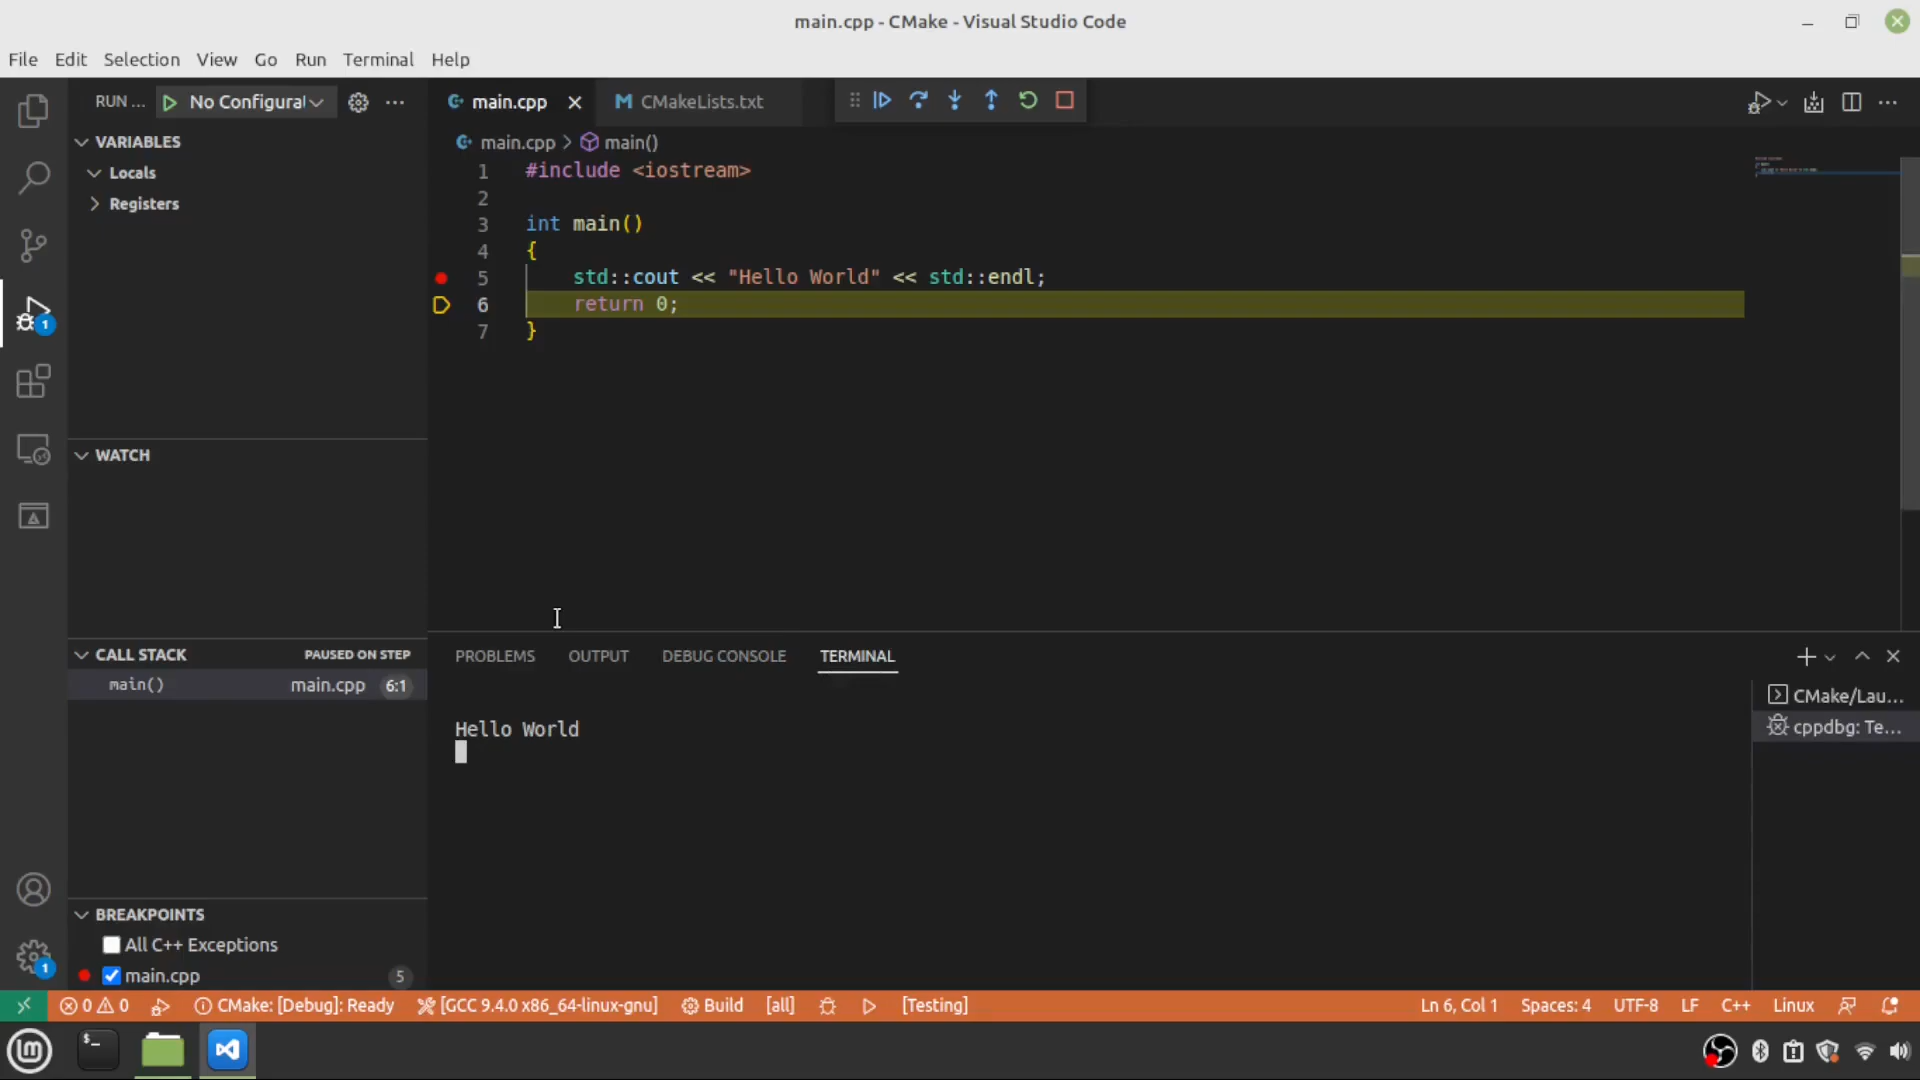 main.cpp - CMake - Visual Studio Code
File Edit Selection View Go Run Terminal Help
RUN ... No Configurat
main.cpp
CMakeLists.txt
VARIABLES
Locals
Registers
main.cpp > main()
1 #include <iostream>
2
3 int main()
4 {
5 std::cout << "Hello World" << std::endl;
6 return 0;
7 }
WATCH
CALL STACK PAUSED ON STEP
main() main.cpp 6:1
PROBLEMS OUTPUT DEBUG CONSOLE TERMINAL
CMake/Lau...
cppdbg: Te...
Hello World
BREAKPOINTS
All C++ Exceptions
main.cpp 5
1
1
0 0 CMake: [Debug]: Ready [GCC 9.4.0 x86_64-linux-gnu] Build [all] [Testing] Ln 6, Col 1 Spaces: 4 UTF-8 LF C++ Linux
$_
lm